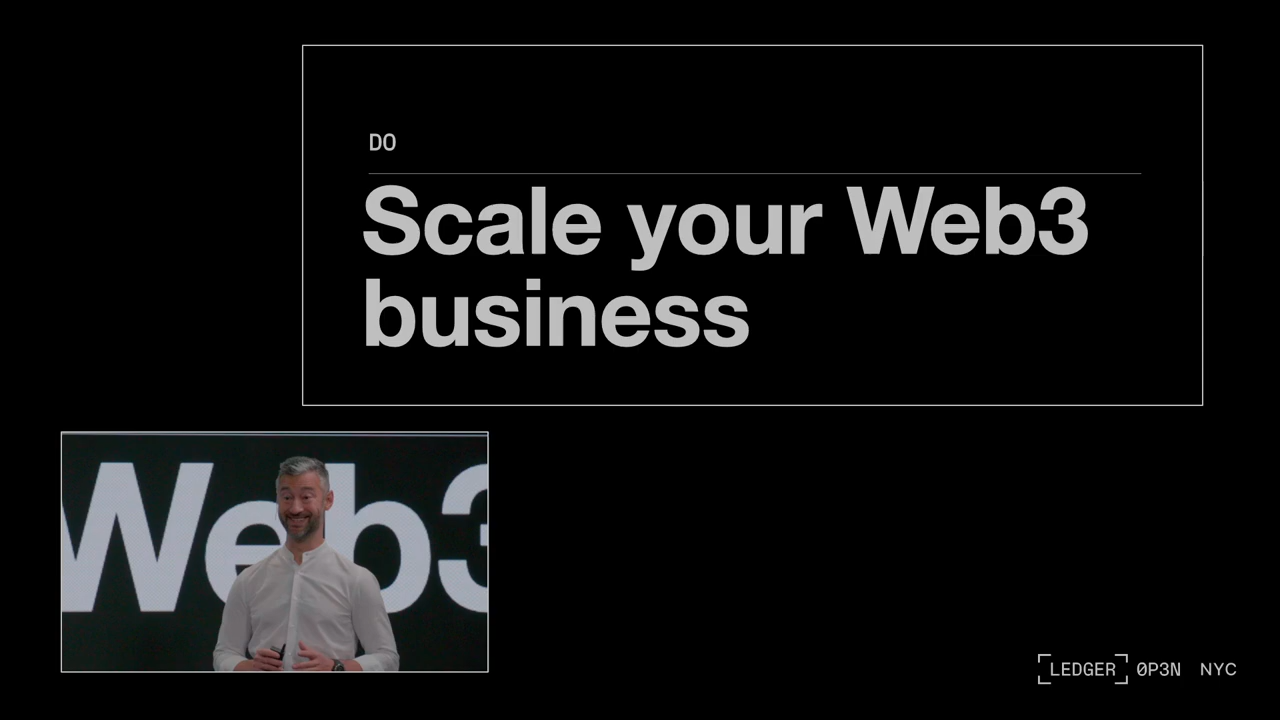 DO
Scale your Web3
business
Web3
[LEDGER] 0P3N NYC